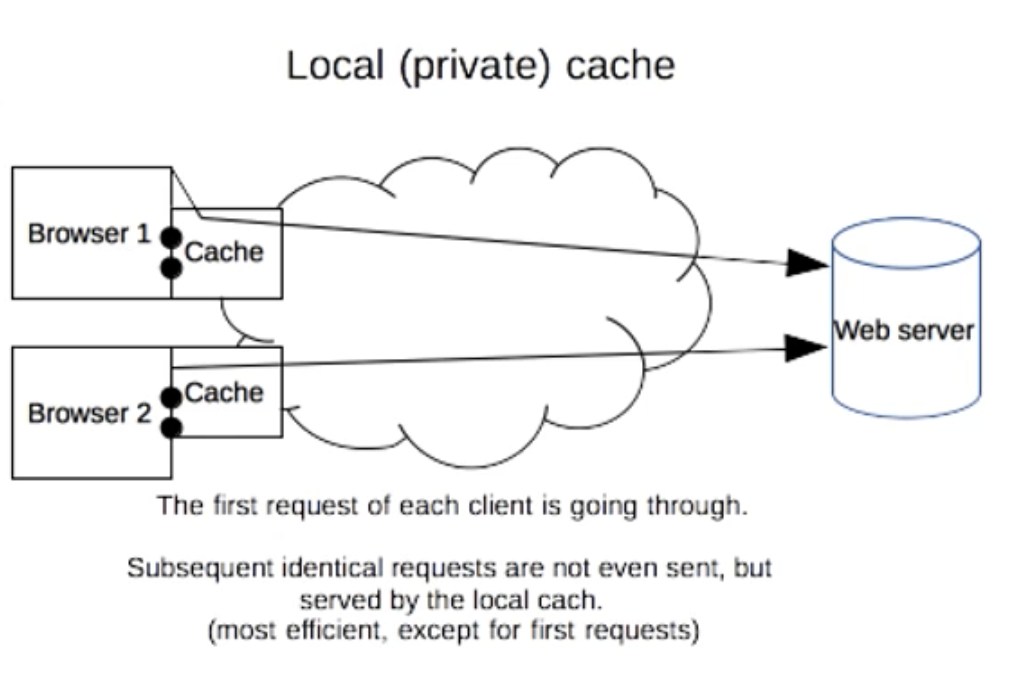 Local (private) cache
Browser 1
Cache
Web server
Browser 2
Cache
The first request of each client is going through.
Subsequent identical requests are not even sent, but
served by the local cach.
(most efficient, except for first requests)